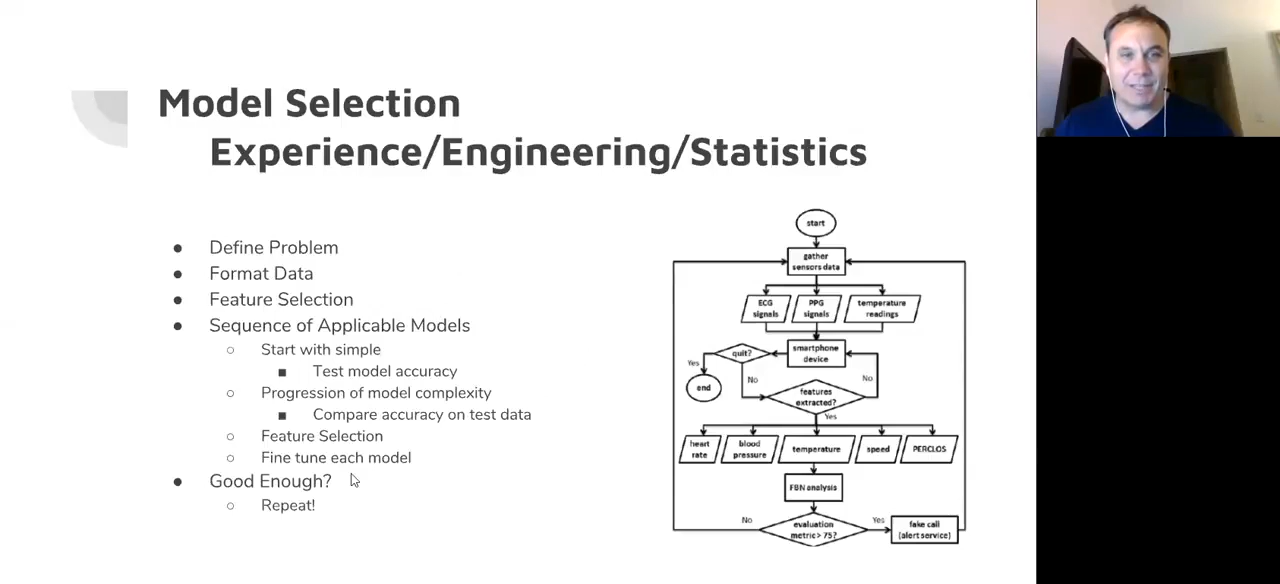 Model Selection
Experience/Engineering/Statistics
● Define Problem
● Format Data
● Feature Selection
● Sequence of Applicable Models
○ Start with simple
■ Test model accuracy
○ Progression of model complexity
■ Compare accuracy on test data
○ Feature Selection
○ Fine tune each model
● Good Enough?
○ Repeat!
start
gather
sensors data
ECG
signals
PPG
signals
temperature
readings
smartphone
device
quit?
Yes
No
No
end
features
extracted?
Yes
heart
rate
blood
pressure
temperature
speed
PERCLOS
FBN analysis
evaluation
metric> 75?
No
Yes
fake call
(alert service)